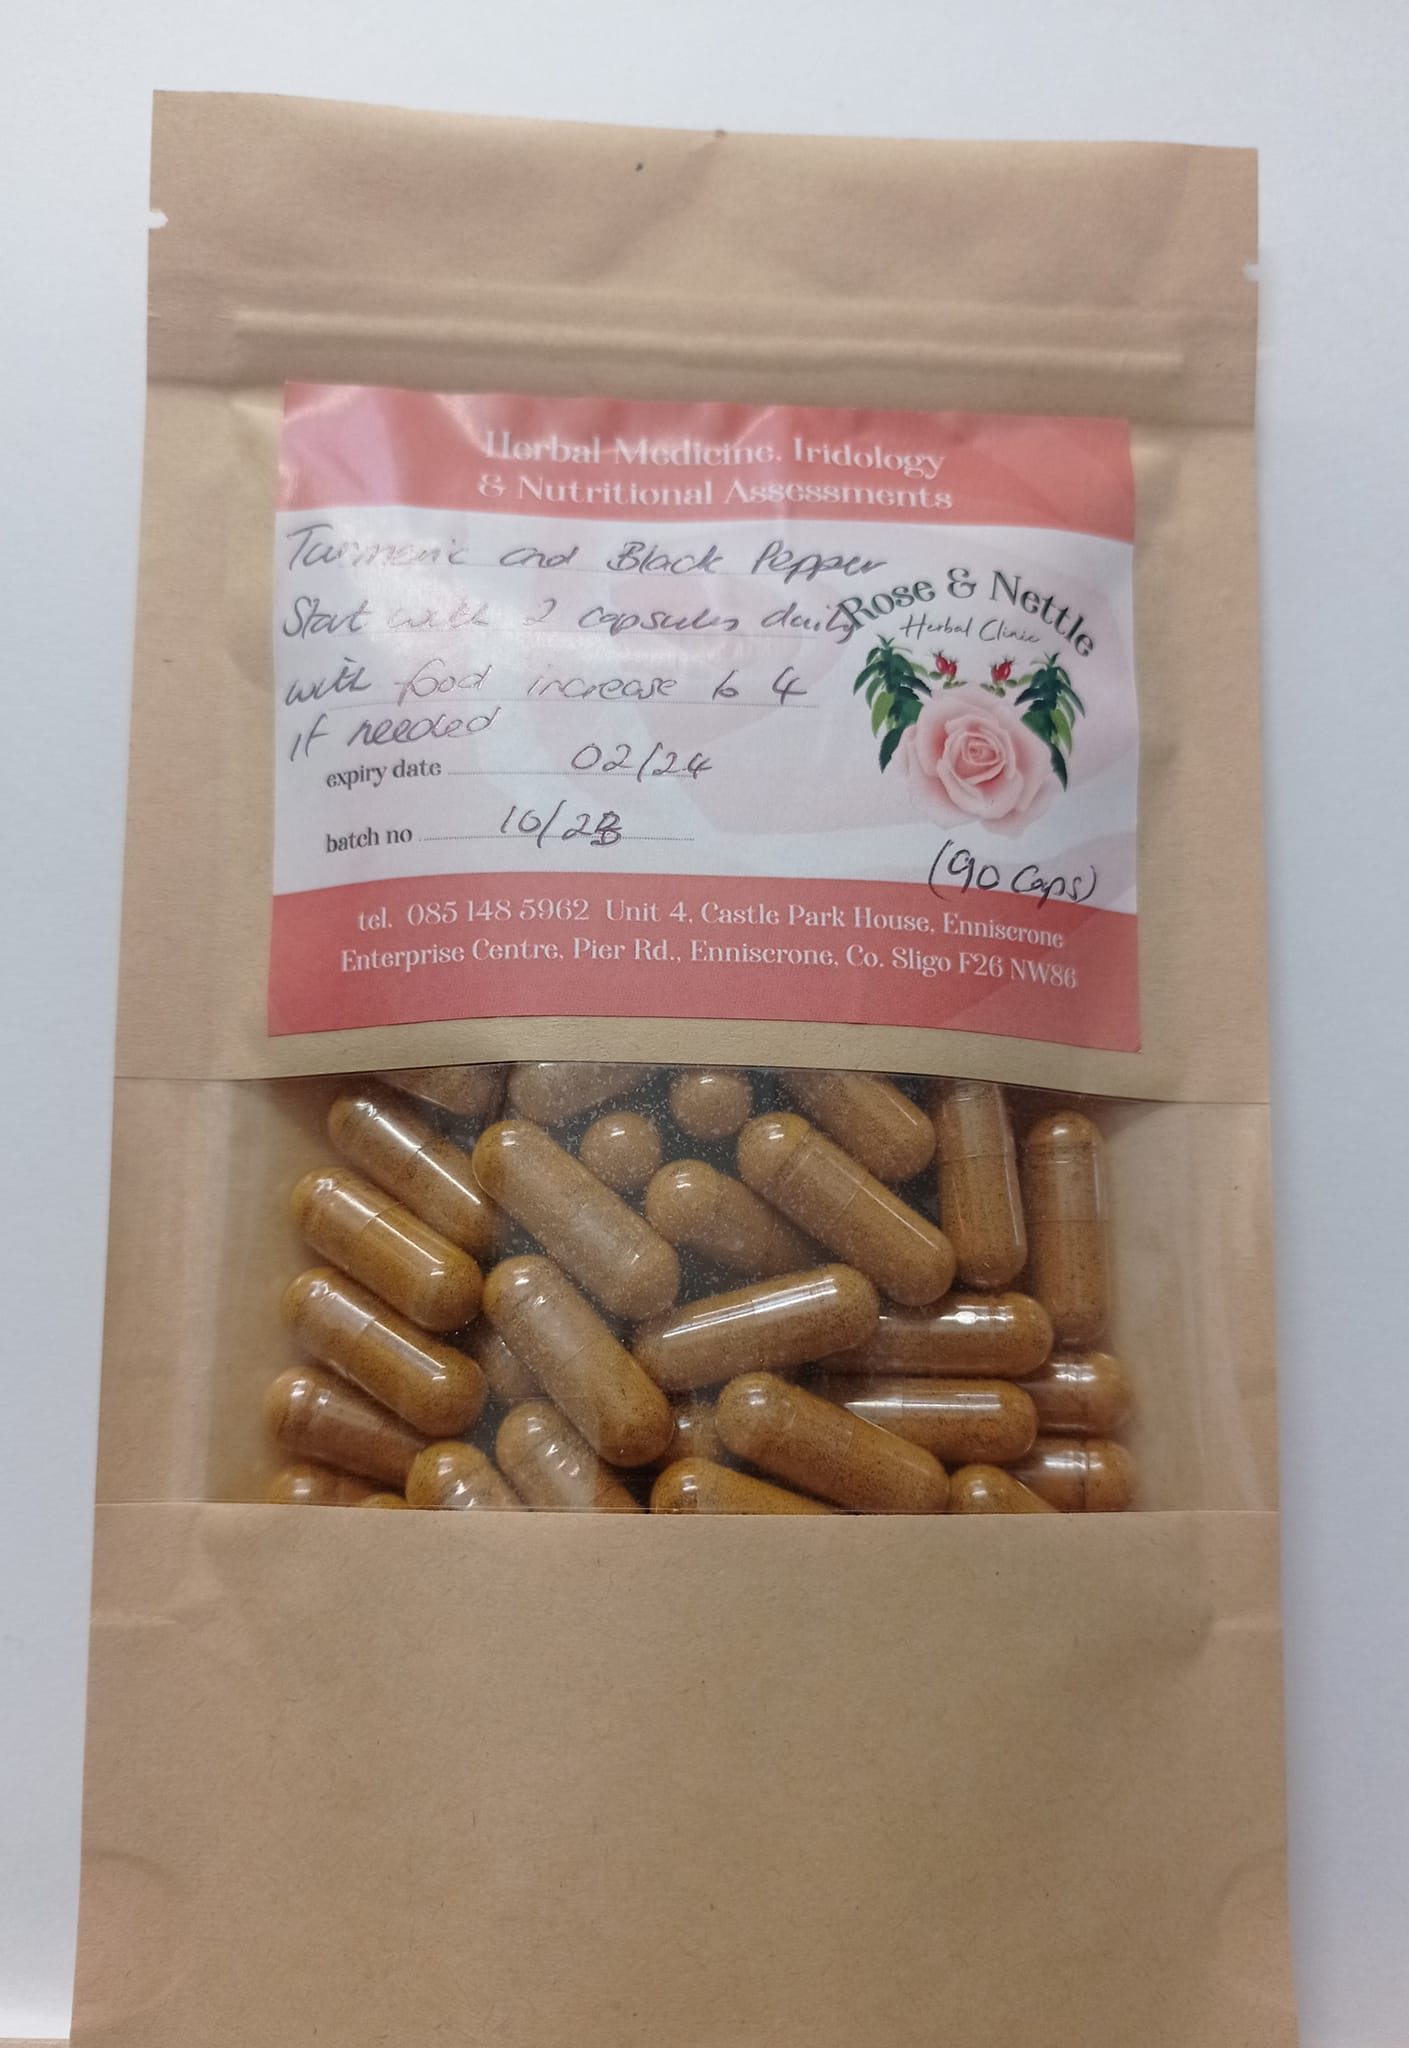 Herbal Medicine, Iridology
& Nutritional Assessments
Turmeric and Black Pepper
Start with 2 capsules daily
with food increase to 4
if needed
Rose & Nettle
Herbal Clinic
expiry date 02/24
batch no 10/23
(90 Caps)
tel. 085 148 5962 Unit 4, Castle Park House, Enniscrone
Enterprise Centre, Pier Rd., Enniscrone, Co. Sligo F26 NW86